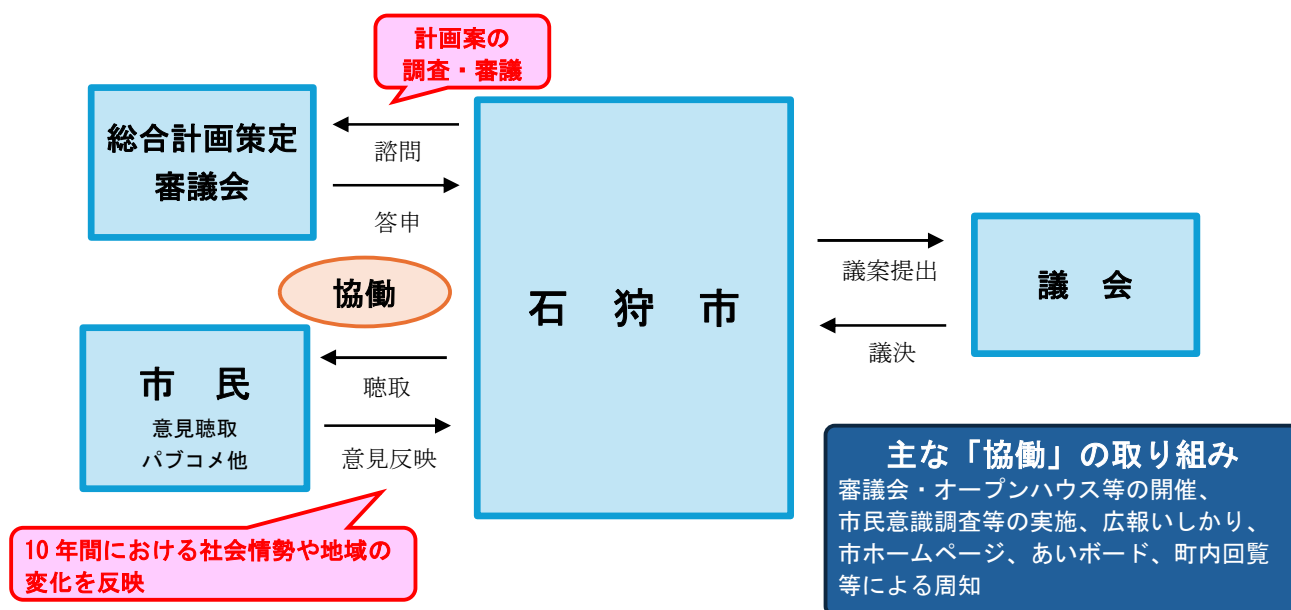 計画案の
調査・審議
総合計画策定
審議会
諮問
答申
協働
市　民
意見聴取
パブコメ他
聴取
意見反映
10年間における社会情勢や地域の
変化を反映
石　狩　市
議案提出
議決
議　会
主な「協働」の取り組み
審議会・オープンハウス等の開催、
市民意識調査等の実施、広報いしかり、
市ホームページ、あいボード、町内回覧
等による周知